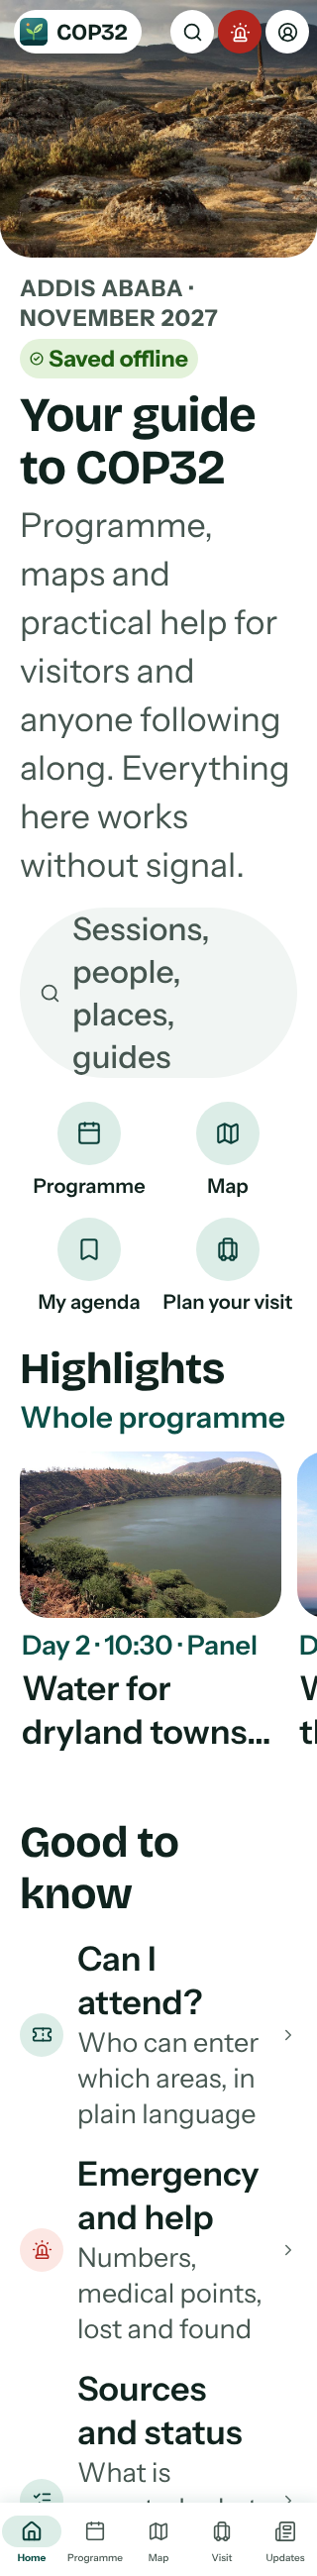 COP32
ADDIS ABABA ·
NOVEMBER 2027
Saved offline
Your guide
to COP32
Programme,
maps and
practical help for
visitors and
anyone following
along. Everything
here works
without signal.
Sessions,
people,
places,
guides
Programme
Map
My agenda
Plan your visit
Highlights
Whole programme
Day 2 · 10:30 · Panel
Water for
dryland towns...
Good to
know
Can I
attend?
Who can enter
which areas, in
plain language
Emergency
and help
Numbers,
medical points,
lost and found
Sources
and status
What is
Home
Programme
Map
Visit
Updates